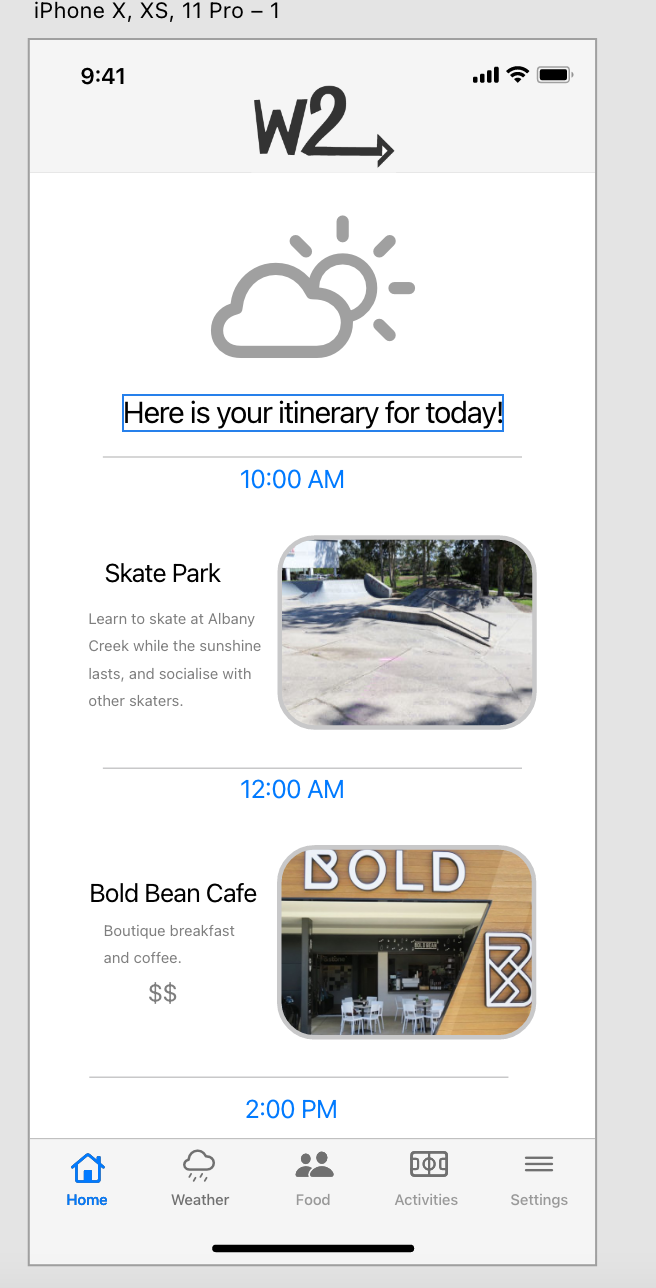 iPhone X, XS, 11 Pro – 1
9:41
W2
Here is your itinerary for today!
10:00 AM
Skate Park
Learn to skate at Albany
Creek while the sunshine
lasts, and socialise with
other skaters.
12:00 AM
BOLD
B
BOLD BEAN
Bold Bean Cafe
Boutique breakfast
and coffee.
$$
2:00 PM
Home
Weather
Food
Activities
Settings